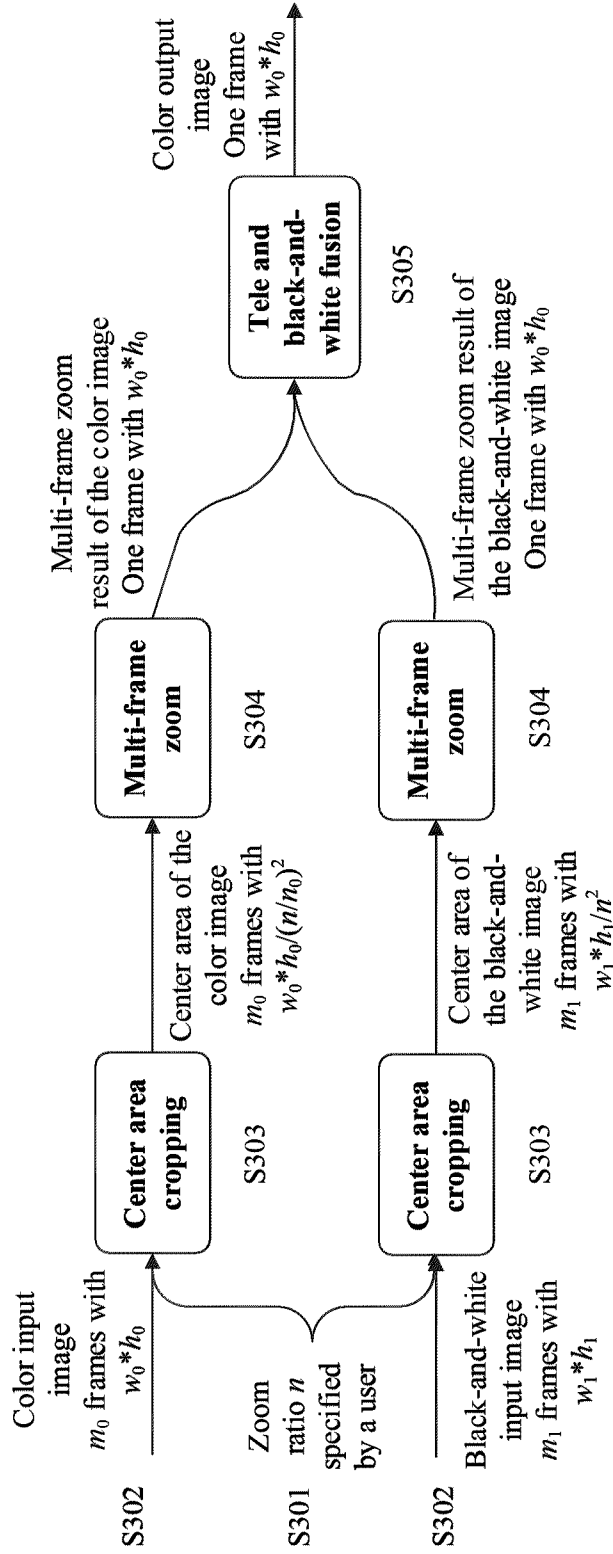 S302
Color input
image
m₀ frames with
w₀*h₀
Center area
cropping
S303
Center area of the
color image
m₀ frames with
w₀*h₀/(n/n₀)²
Multi-frame
zoom
S304
Multi-frame zoom
result of the color image
One frame with w₀*h₀
S301
Zoom
ratio n
specified
by a user
S302
Black-and-white
input image
m₁ frames with
w₁*h₁
Center area
cropping
S303
Center area of
the black-and-
white image
m₁ frames with
w₁*h₁/n²
Multi-frame
zoom
S304
Multi-frame zoom result of
the black-and-white image
One frame with w₀*h₀
Tele and
black-and-
white fusion
S305
Color output
image
One frame
with w₀*h₀